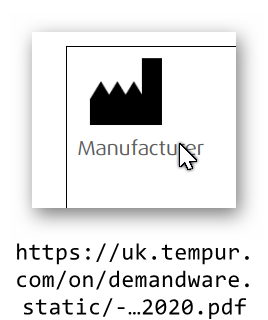 Manufacturer
https://uk.tempur.
com/on/demandware.
static/-…2020.pdf